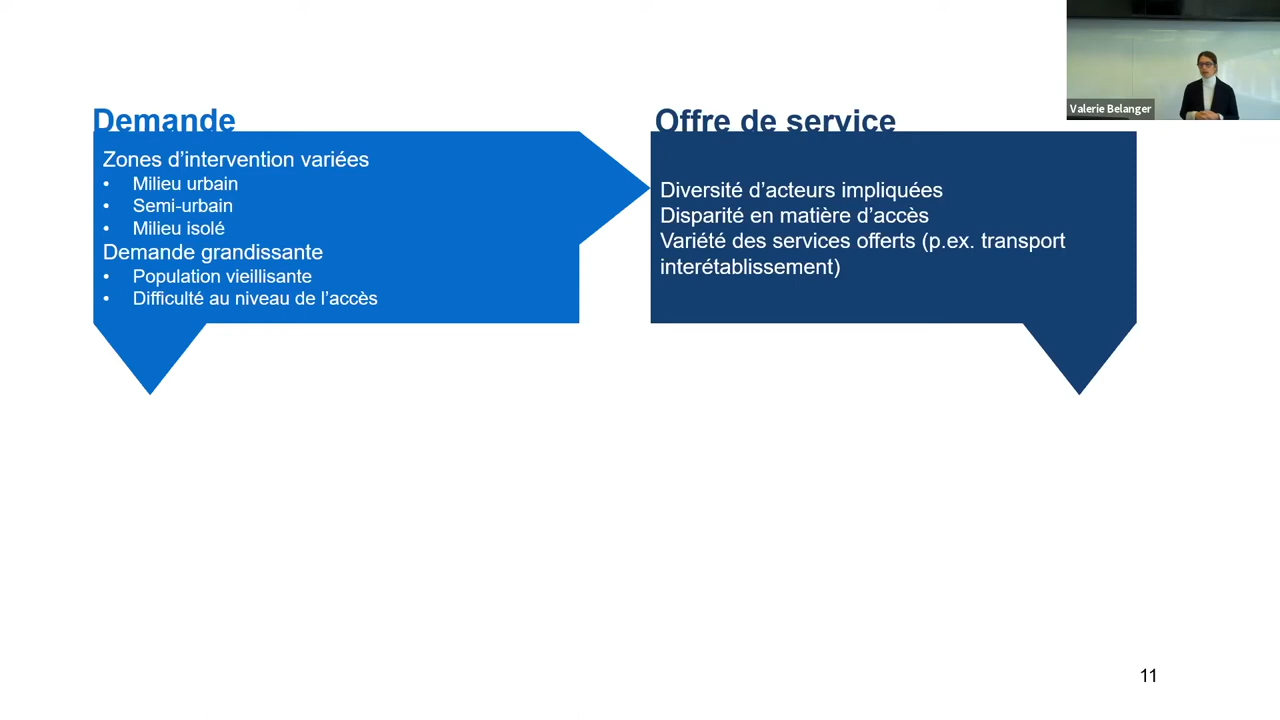 Valerie Belanger
Demande
Zones d’intervention variées
• Milieu urbain
• Semi-urbain
• Milieu isolé
Demande grandissante
• Population vieillisante
• Difficulté au niveau de l’accès
Offre de service
Diversité d’acteurs impliquées
Disparité en matière d’accès
Variété des services offerts (p.ex. transport
interétablissement)
11